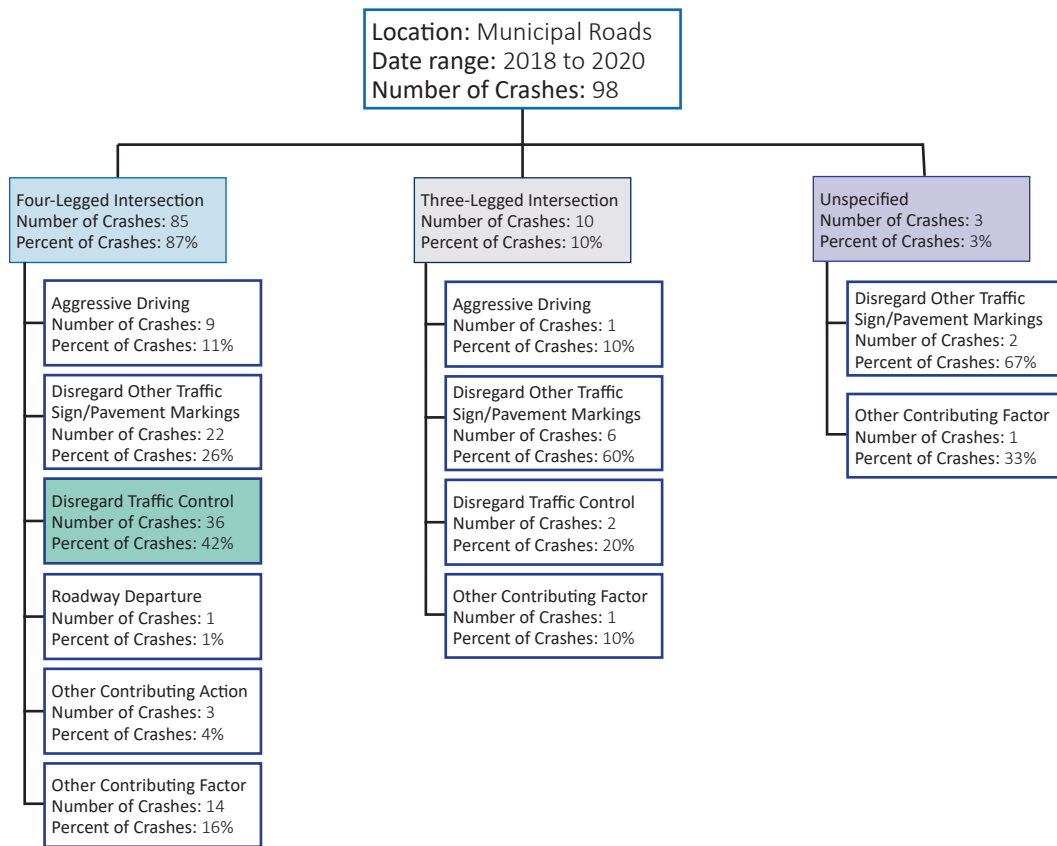 Location: Municipal Roads
Date range: 2018 to 2020
Number of Crashes: 98
Four-Legged Intersection
Number of Crashes: 85
Percent of Crashes: 87%
Aggressive Driving
Number of Crashes: 9
Percent of Crashes: 11%
Disregard Other Traffic
Sign/Pavement Markings
Number of Crashes: 22
Percent of Crashes: 26%
Disregard Traffic Control
Number of Crashes: 36
Percent of Crashes: 42%
Roadway Departure
Number of Crashes: 1
Percent of Crashes: 1%
Other Contributing Action
Number of Crashes: 3
Percent of Crashes: 4%
Other Contributing Factor
Number of Crashes: 14
Percent of Crashes: 16%
Three-Legged Intersection
Number of Crashes: 10
Percent of Crashes: 10%
Aggressive Driving
Number of Crashes: 1
Percent of Crashes: 10%
Disregard Other Traffic
Sign/Pavement Markings
Number of Crashes: 6
Percent of Crashes: 60%
Disregard Traffic Control
Number of Crashes: 2
Percent of Crashes: 20%
Other Contributing Factor
Number of Crashes: 1
Percent of Crashes: 10%
Unspecified
Number of Crashes: 3
Percent of Crashes: 3%
Disregard Other Traffic
Sign/Pavement Markings
Number of Crashes: 2
Percent of Crashes: 67%
Other Contributing Factor
Number of Crashes: 1
Percent of Crashes: 33%